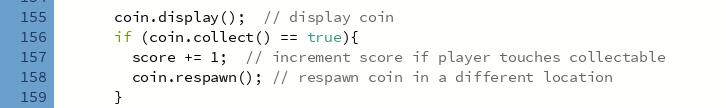 155 coin.display();  // display coin
156 if (coin.collect() == true){
157 score += 1;  // increment score if player touches collectable
158 coin.respawn(); // respawn coin in a different location
159 }